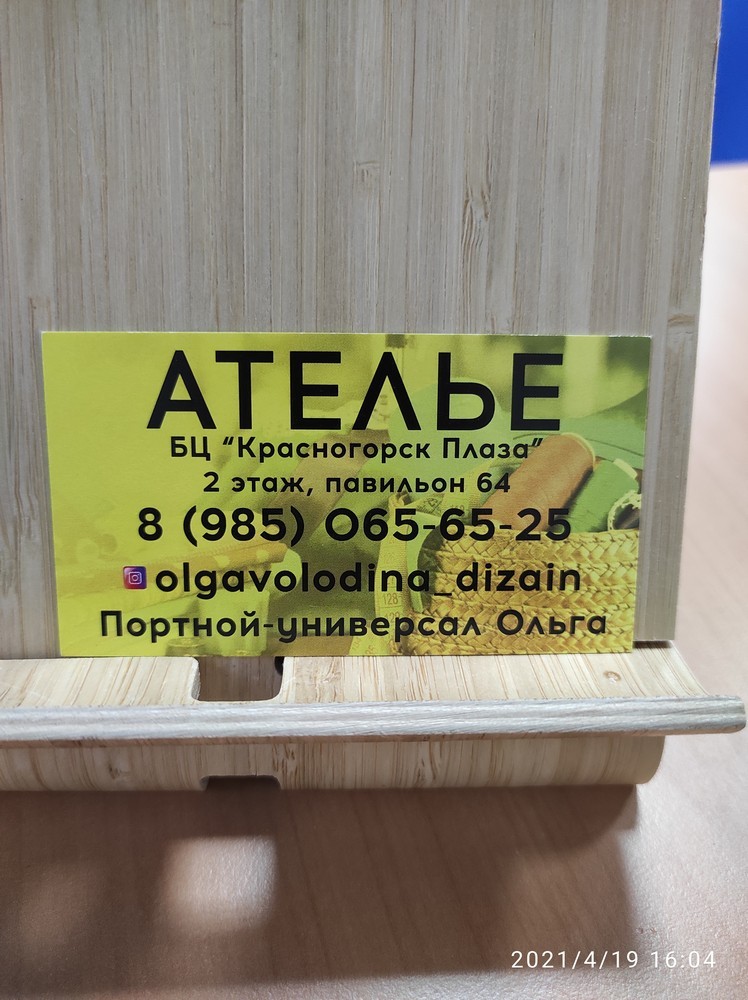 АТЕЛЬЕ
БЦ “Красногорск Плаза”
2 этаж, павильон 64
8 (985) 065-65-25
olgavolodina_dizain
Портной-универсал Ольга
2021/4/19 16:04